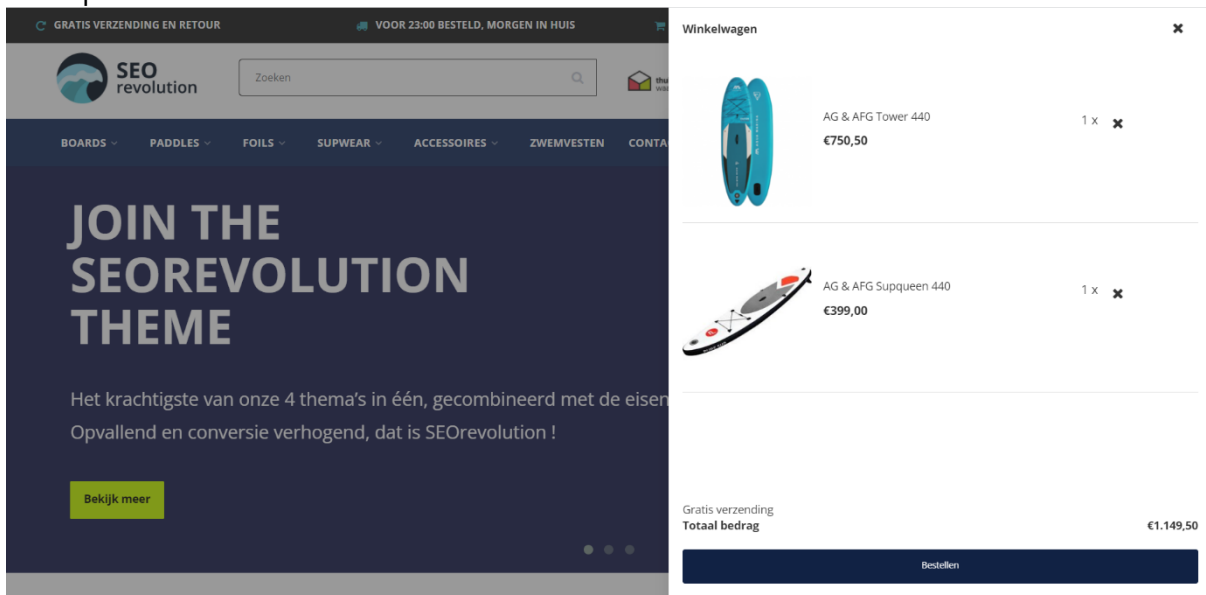 GRATIS VERZENDING EN RETOUR
VOOR 23:00 BESTELD, MORGEN IN HUIS
SEO
revolution
Zoeken
BOARDS
PADDLES
FOILS
SUPWEAR
ACCESSOIRES
ZWEMVESTEN
JOIN THE
SEOREVOLUTION
THEME
Het krachtigste van onze 4 thema's in één, gecombineerd met de eisen
Opvallend en conversie verhogend, dat is SEOrevolution !
Bekijk meer
Winkelwagen
AG & AFG Tower 440
1 x
€750,50
AG & AFG Supqueen 440
1 x
€399,00
Gratis verzending
Totaal bedrag €1.149,50
Bestellen